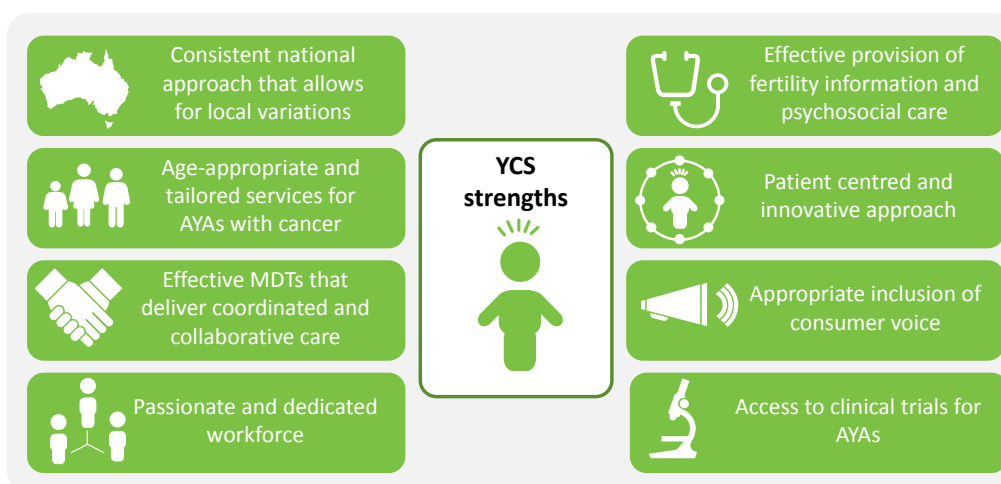 Consistent national
approach that allows
for local variations
Age-appropriate and
tailored services for
AYAs with cancer
Effective MDTs that
deliver coordinated and
collaborative care
Passionate and dedicated
workforce
YCS
strengths
Effective provision of
fertility information and
psychosocial care
Patient centred and
innovative approach
Appropriate inclusion of
consumer voice
Access to clinical trials for
AYAs